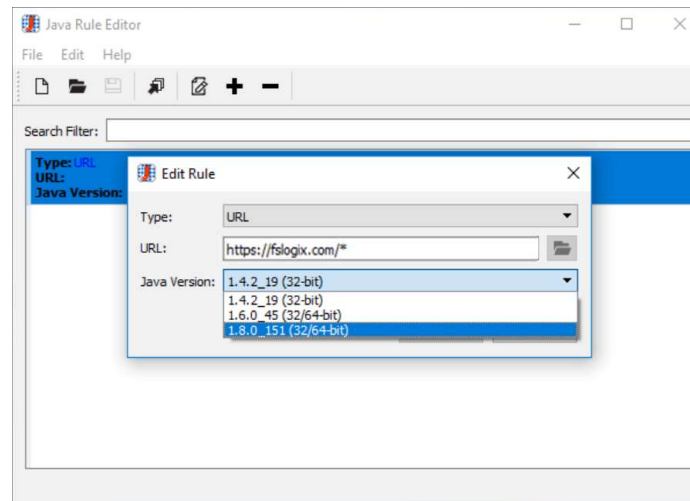 Java Rule Editor
File Edit Help
Search Filter:
Type: URL
URL:
Java Version:
Edit Rule
Type: URL
URL: https://fslogix.com/*
Java Version: 1.4.2_19 (32-bit)
1.4.2_19 (32-bit)
1.6.0_45 (32/64-bit)
1.8.0_151 (32/64-bit)